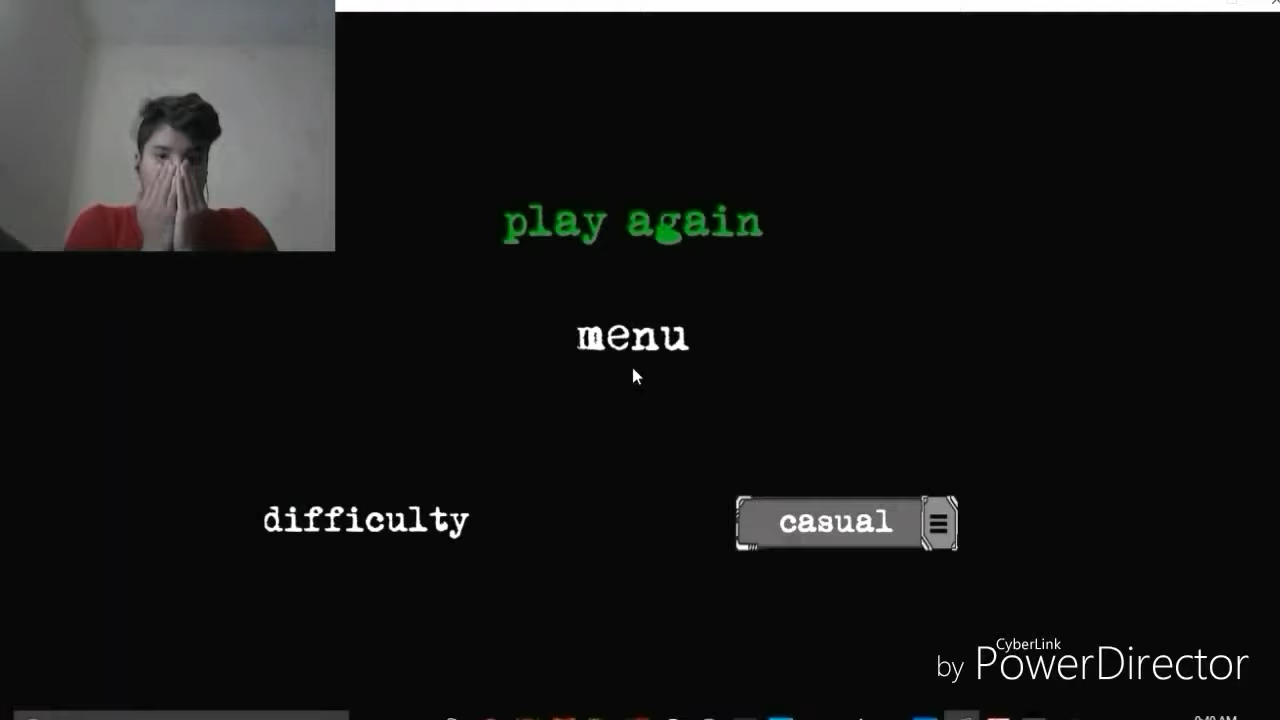 play again
menu
difficulty
casual
CyberLink
by PowerDirector